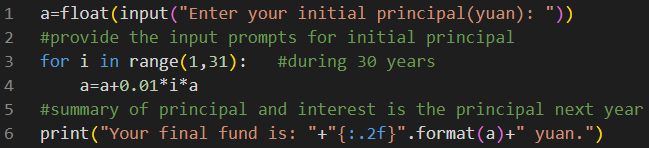 1 a=float(input("Enter your initial principal(yuan): "))
2 #provide the input prompts for initial principal
3 for i in range(1,31):   #during 30 years
4     a=a+0.01*i*a
5 #summary of principal and interest is the principal next year
6 print("Your final fund is: "+"{:.2f}".format(a)+" yuan.")